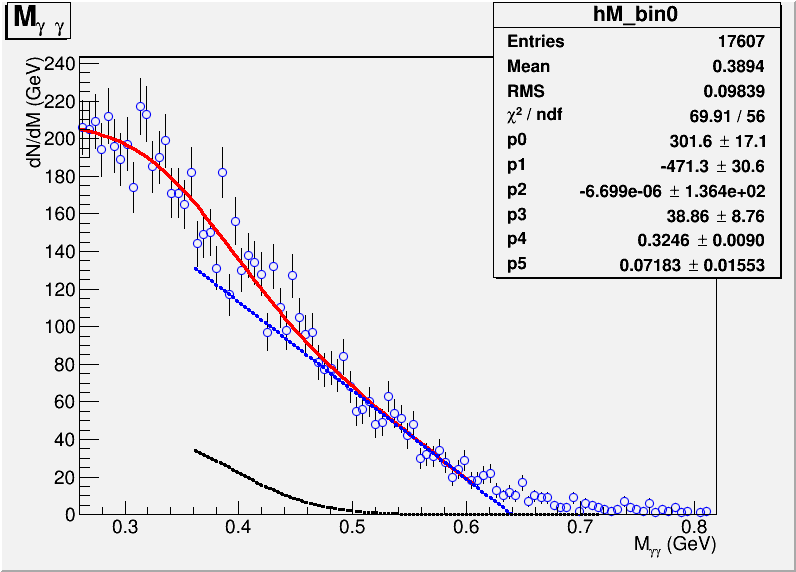 M γ γ
hM_bin0
Entries 17607
Mean 0.3894
RMS 0.09839
χ² / ndf 69.91 / 56
p0 301.6 ± 17.1
p1 -471.3 ± 30.6
p2 -6.699e-06 ± 1.364e+02
p3 38.86 ± 8.76
p4 0.3246 ± 0.0090
p5 0.07183 ± 0.01553
dN/dM (GeV)
240
220
200
180
160
140
120
100
80
60
40
20
0
0.3 0.4 0.5 0.6 0.7 0.8
Mγγ (GeV)